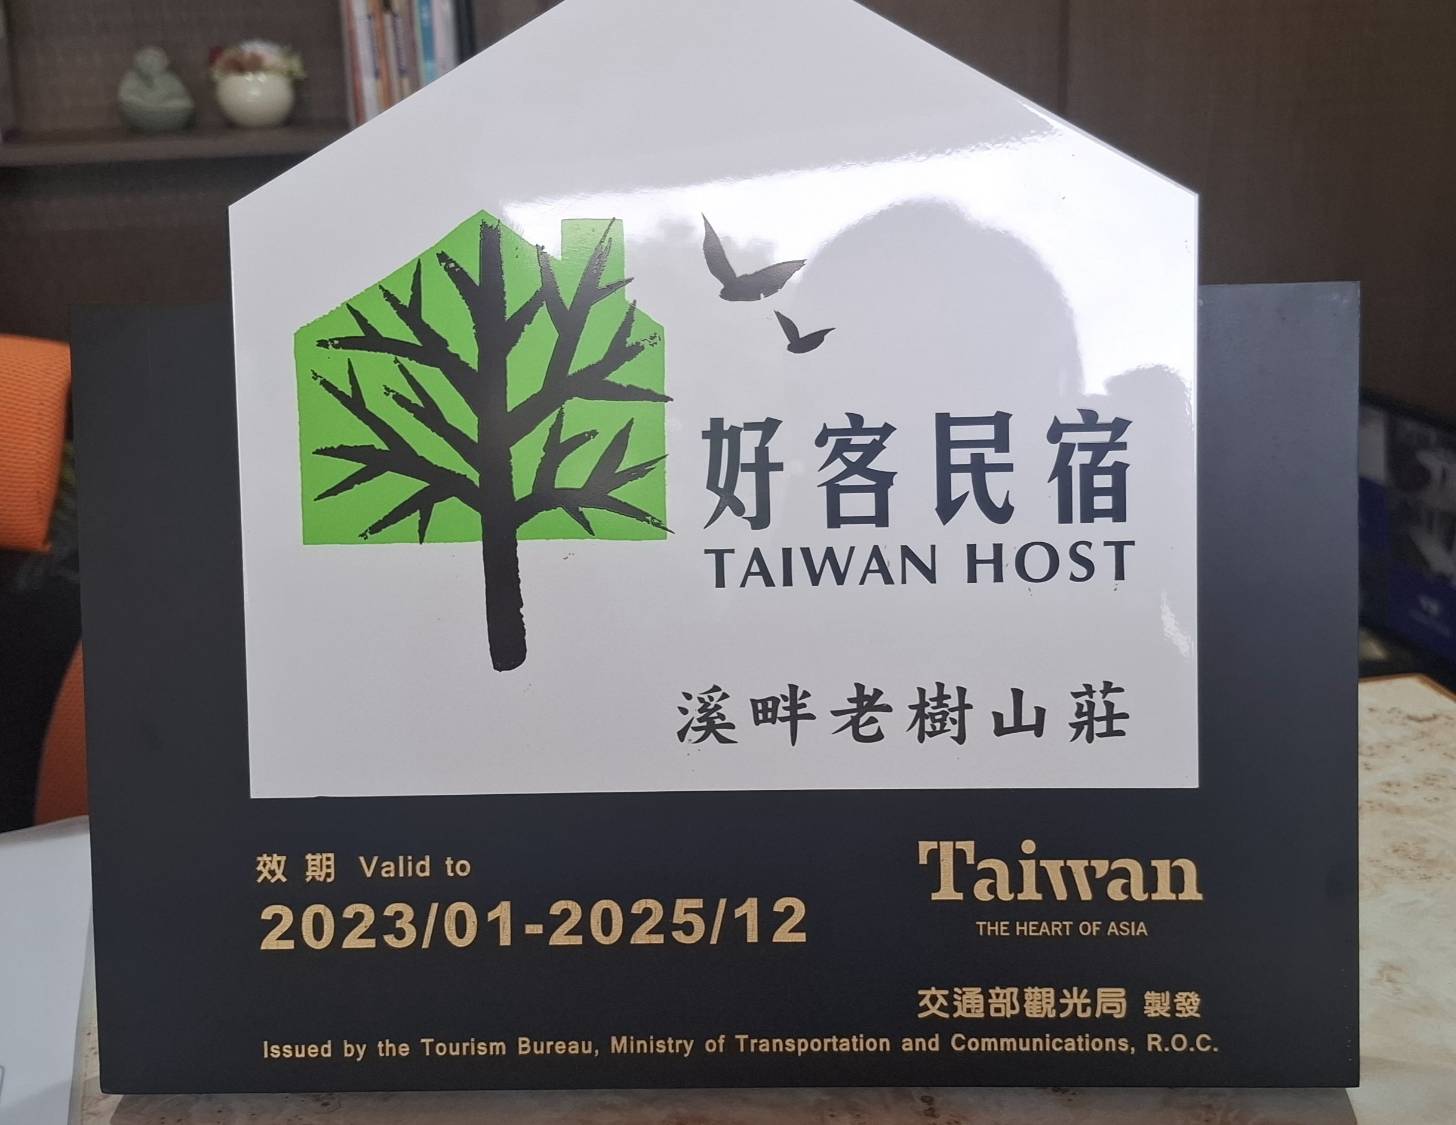 好客民宿
TAIWAN HOST
溪畔老樹山莊
效期 Valid to
2023/01-2025/12
Taiwan
THE HEART OF ASIA
交通部觀光局 製發
Issued by the Tourism Bureau, Ministry of Transportation and Communications, R.O.C.